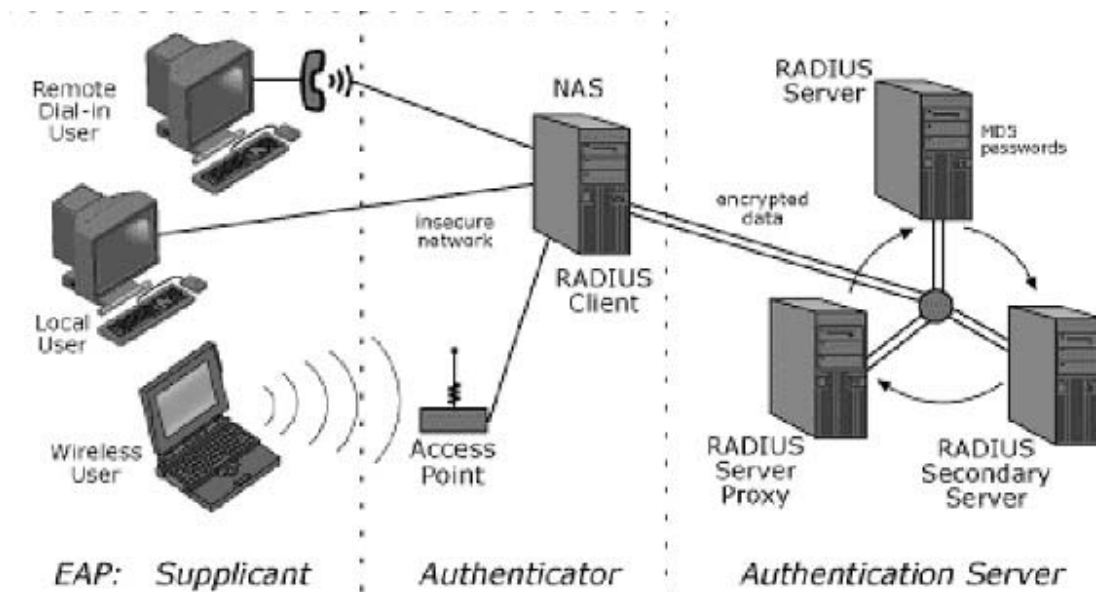 Remote
Dial-in
User
Local
User
Wireless
User
NAS
insecure
network
RADIUS
Client
Access
Point
RADIUS
Server
MD5
passwords
encrypted
data
RADIUS
Server
Proxy
RADIUS
Secondary
Server
EAP: Supplicant
Authenticator
Authentication Server